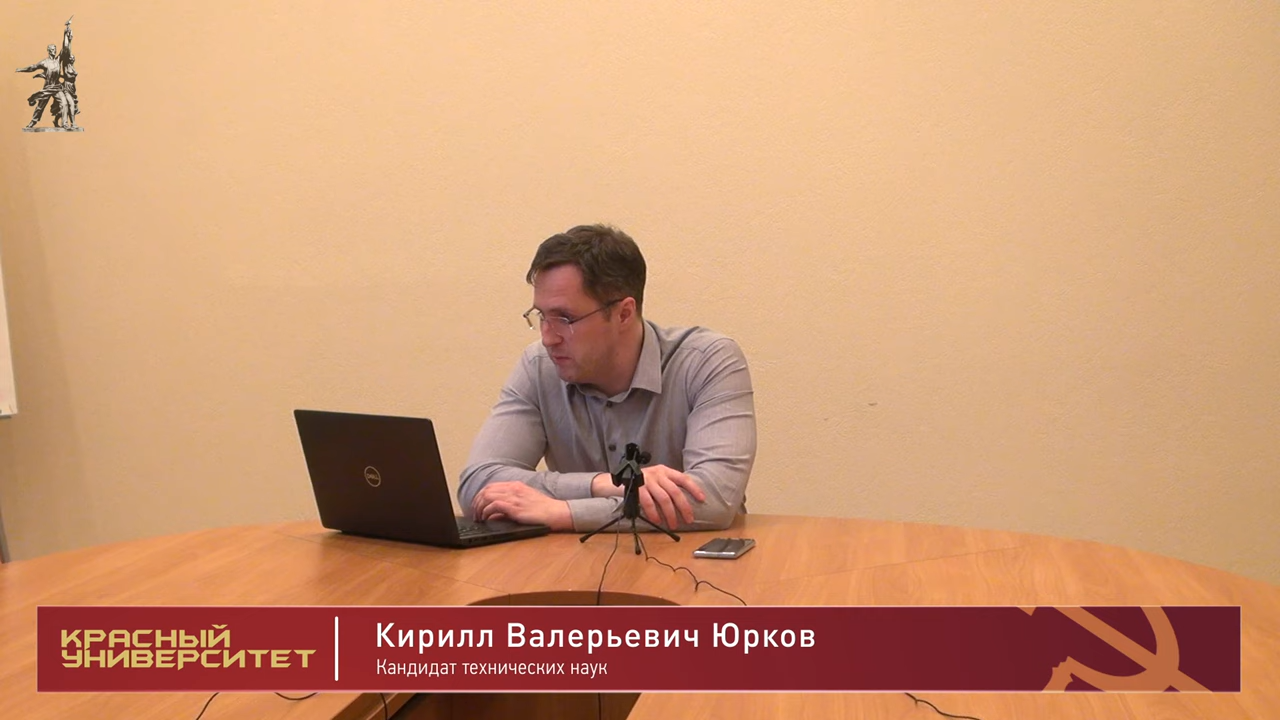 DELL
КРАСНЫЙ
УНИВЕРСИТЕТ
Кирилл Валерьевич Юрков
Кандидат технических наук